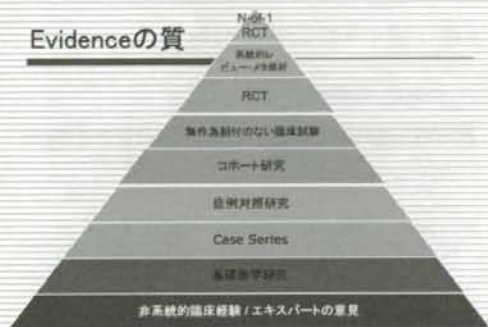 Evidenceの質
N-of-1
RCT
系統的レ
ビュー・メタ解析
RCT
無作為割付のない臨床試験
コホート研究
症例対照研究
Case Series
基礎医学研究
非系統的臨床経験 / エキスパートの意見